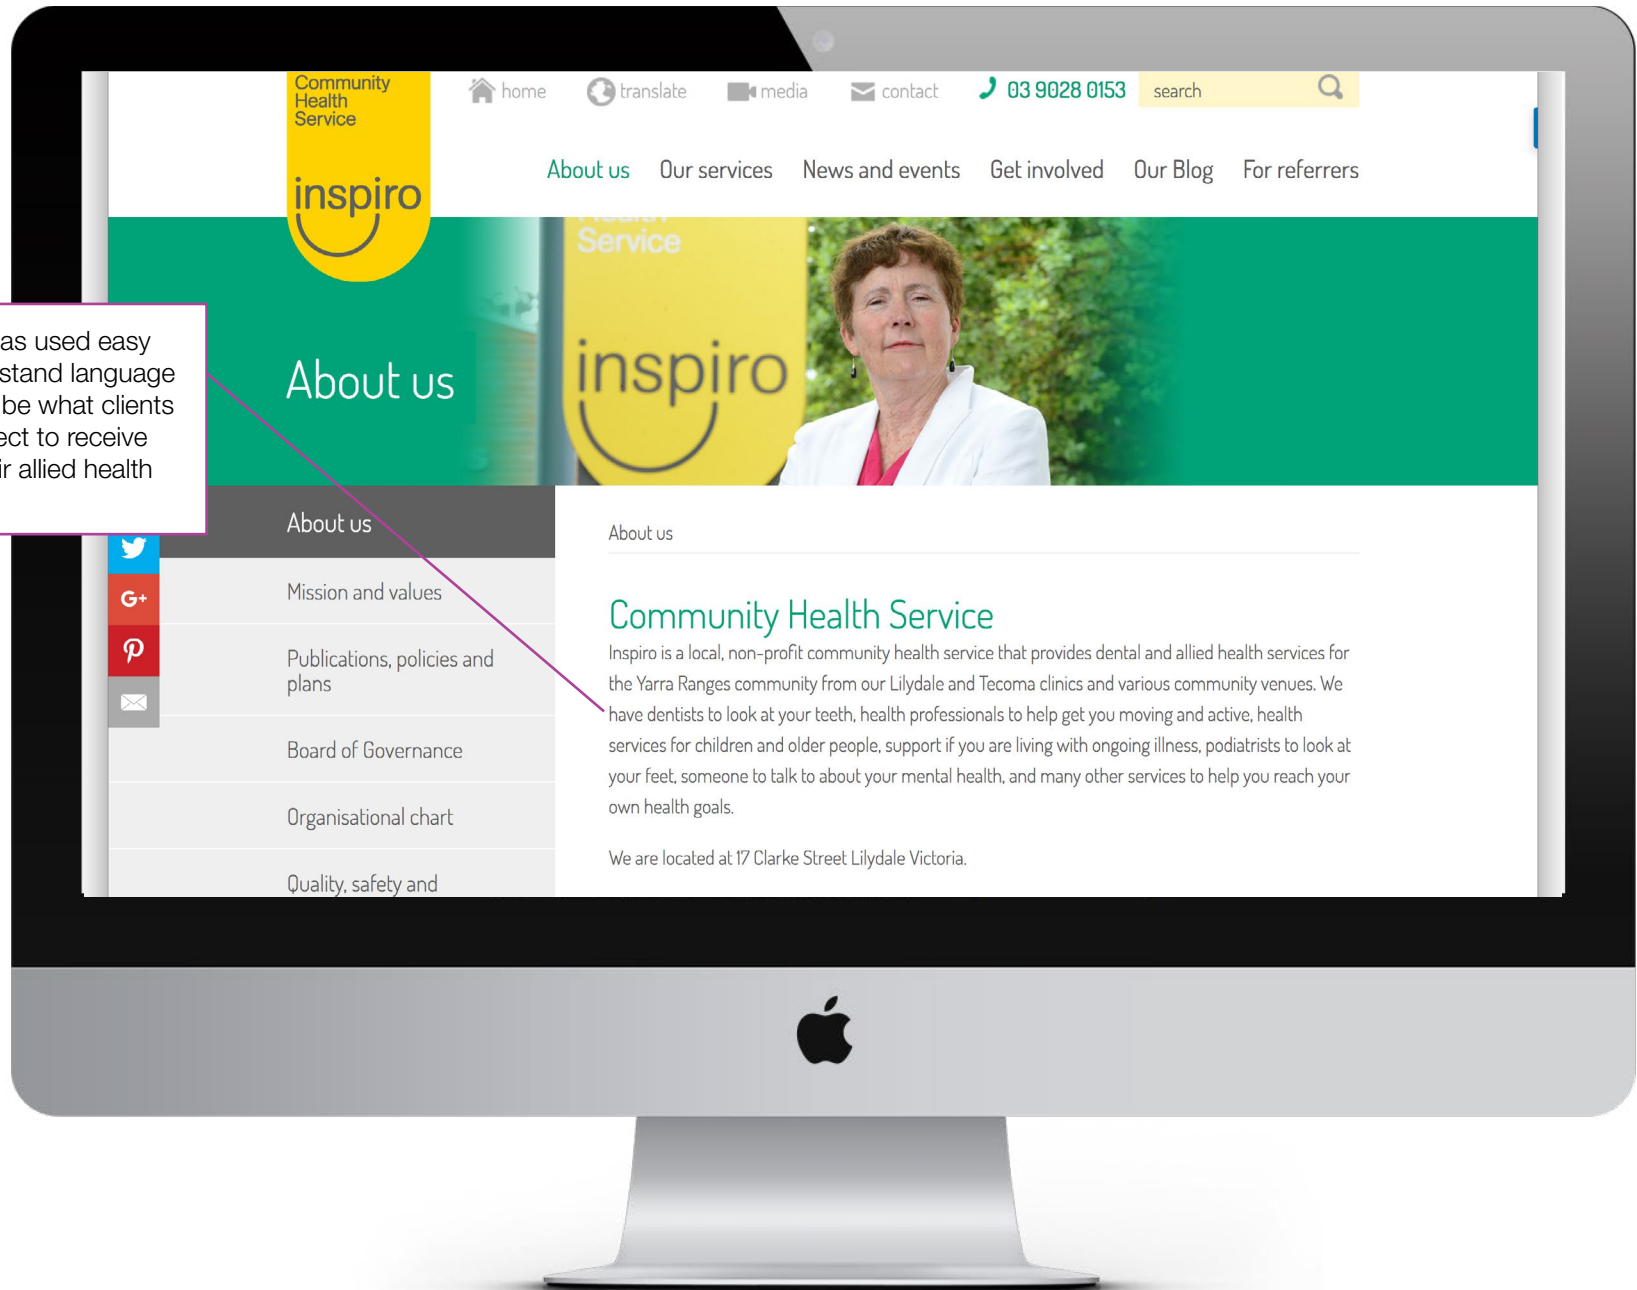 Community
Health
Service
inspiro
home translate media contact 03 9028 0153 search
About us Our services News and events Get involved Our Blog For referrers
Service
inspiro
About us
as used easy
stand language
be what clients
ect to receive
ir allied health
About us
Mission and values
Publications, policies and
plans
Board of Governance
Organisational chart
Quality, safety and
G+
About us
Community Health Service
Inspiro is a local, non-profit community health service that provides dental and allied health services for
the Yarra Ranges community from our Lilydale and Tecoma clinics and various community venues. We
have dentists to look at your teeth, health professionals to help get you moving and active, health
services for children and older people, support if you are living with ongoing illness, podiatrists to look at
your feet, someone to talk to about your mental health, and many other services to help you reach your
own health goals.
We are located at 17 Clarke Street Lilydale Victoria.